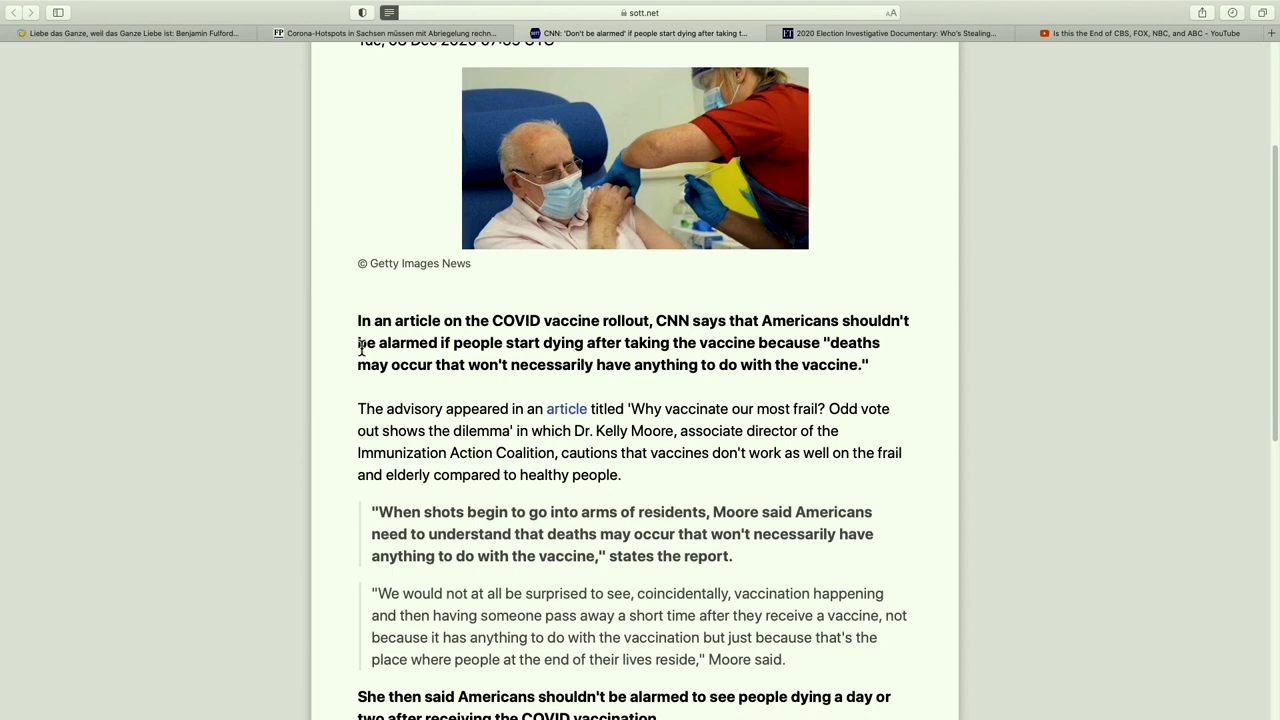 sott.net
AA
Liebe das Ganze, weil das Ganze Liebe ist: Benjamin Fulford...
FP Corona-Hotspots in Sachsen müssen mit Abriegelung rechn...
SOTT CNN: 'Don't be alarmed' if people start dying after taking t...
ET 2020 Election Investigative Documentary: Who's Stealing...
Is this the End of CBS, FOX, NBC, and ABC - YouTube
Tue, 08 Dec 2020 UTC
© Getty Images News
In an article on the COVID vaccine rollout, CNN says that Americans shouldn't
be alarmed if people start dying after taking the vaccine because "deaths
may occur that won't necessarily have anything to do with the vaccine."
The advisory appeared in an article titled 'Why vaccinate our most frail? Odd vote
out shows the dilemma' in which Dr. Kelly Moore, associate director of the
Immunization Action Coalition, cautions that vaccines don't work as well on the frail
and elderly compared to healthy people.
"When shots begin to go into arms of residents, Moore said Americans
need to understand that deaths may occur that won't necessarily have
anything to do with the vaccine," states the report.
"We would not at all be surprised to see, coincidentally, vaccination happening
and then having someone pass away a short time after they receive a vaccine, not
because it has anything to do with the vaccination but just because that's the
place where people at the end of their lives reside," Moore said.
She then said Americans shouldn't be alarmed to see people dying a day or
two after receiving the COVID vaccination